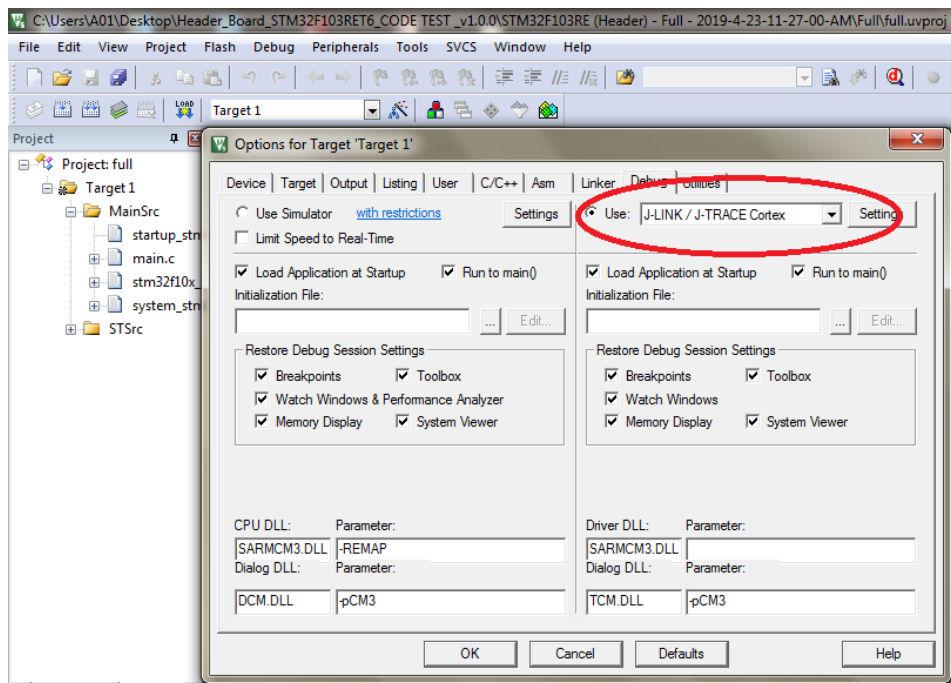 C:\Users\A01\Desktop\Header_Board_STM32F103RET6_CODE TEST _v1.0.0\STM32F103RE (Header) - Full - 2019-4-23-11-27-00-AM\Full\full.uvproj
File Edit View Project Flash Debug Peripherals Tools SVCS Window Help
LOAD Target 1
Project
Project: full
Target 1
MainSrc
startup_stm
main.c
stm32f10x_
system_stm
STSrc
Options for Target 'Target 1'
Device Target Output Listing User C/C++ Asm Linker Debug Utilities
Use Simulator with restrictions Settings
Limit Speed to Real-Time
Use: J-LINK / J-TRACE Cortex Settings
Load Application at Startup Run to main()
Initialization File:
... Edit...
Load Application at Startup Run to main()
Initialization File:
... Edit...
Restore Debug Session Settings
Breakpoints Toolbox
Watch Windows & Performance Analyzer
Memory Display System Viewer
Restore Debug Session Settings
Breakpoints Toolbox
Watch Windows
Memory Display System Viewer
CPU DLL: Parameter:
SARMCM3.DLL -REMAP
Dialog DLL: Parameter:
DCM.DLL -pCM3
Driver DLL: Parameter:
SARMCM3.DLL
Dialog DLL: Parameter:
TCM.DLL -pCM3
OK Cancel Defaults Help